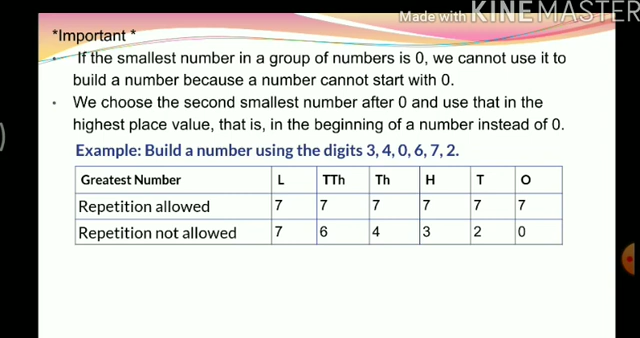 Made with KINEMASTER
*Important *
• If the smallest number in a group of numbers is 0, we cannot use it to
build a number because a number cannot start with 0.
• We choose the second smallest number after 0 and use that in the
highest place value, that is, in the beginning of a number instead of 0.
Example: Build a number using the digits 3, 4, 0, 6, 7, 2.
Greatest Number L TTh Th H T O
Repetition allowed 7 7 7 7 7 7
Repetition not allowed 7 6 4 3 2 0